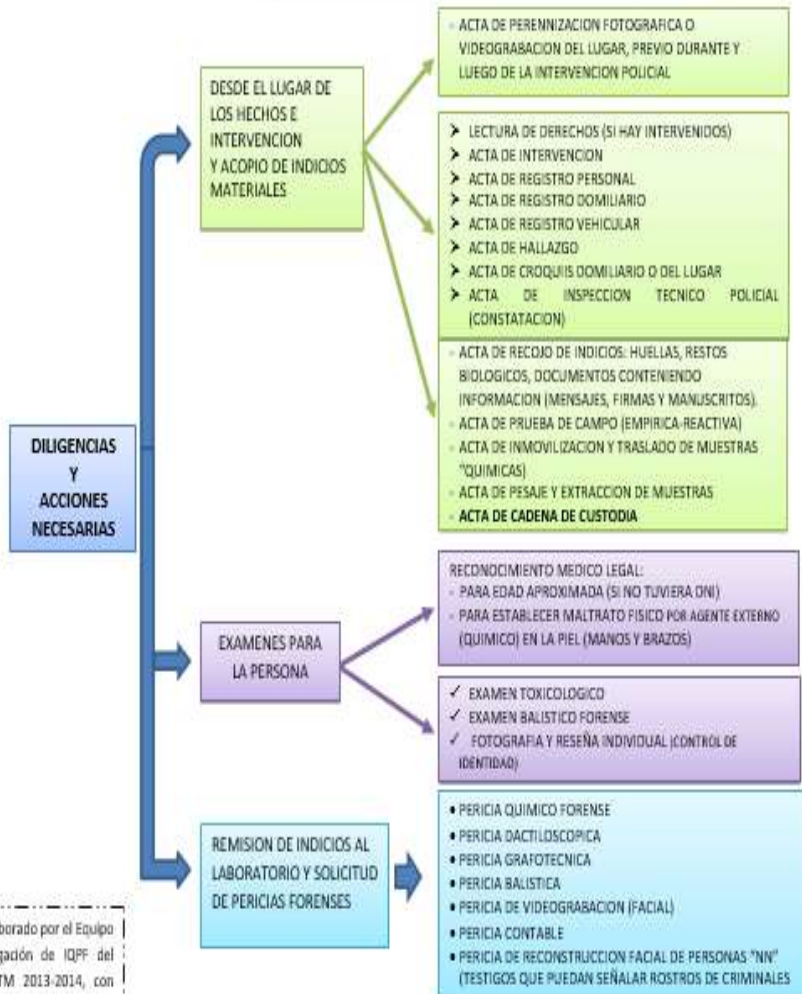 DILIGENCIAS
Y
ACCIONES
NECESARIAS
DESDE EL LUGAR DE
LOS HECHOS E
INTERVENCION
Y ACOPIO DE INDICIOS
MATERIALES
- ACTA DE PERENNIZACION FOTOGRAFICA O
VIDEOGRABACION DEL LUGAR, PREVIO DURANTE Y
LUEGO DE LA INTERVENCION POLICIAL
➤ LECTURA DE DERECHOS (SI HAY INTERVENIDOS)
➤ ACTA DE INTERVENCION
➤ ACTA DE REGISTRO PERSONAL
➤ ACTA DE REGISTRO DOMILIARIO
➤ ACTA DE REGISTRO VEHICULAR
➤ ACTA DE HALLAZGO
➤ ACTA DE CROQUIIS DOMILIARIO O DEL LUGAR
➤ ACTA DE INSPECCION TECNICO POLICIAL
(CONSTATACION)
- ACTA DE RECOJO DE INDICIOS: HUELLAS, RESTOS
BIOLOGICOS, DOCUMENTOS CONTENIENDO
INFORMACION (MENSAJES, FIRMAS Y MANUSCRITOS).
- ACTA DE PRUEBA DE CAMPO (EMPIRICA-REACTIVA)
- ACTA DE INMOVILIZACION Y TRASLADO DE MUESTRAS
"QUIMICAS)
- ACTA DE PESAJE Y EXTRACCION DE MUESTRAS
- ACTA DE CADENA DE CUSTODIA
EXAMENES PARA
LA PERSONA
RECONOCIMIENTO MEDICO LEGAL:
- PARA EDAD APROXIMADA (SI NO TUVIERA DNI)
- PARA ESTABLECER MALTRATO FISICO POR AGENTE EXTERNO
(QUIMICO) EN LA PIEL (MANOS Y BRAZOS)
✓ EXAMEN TOXICOLOGICO
✓ EXAMEN BALISTICO FORENSE
✓ FOTOGRAFIA Y RESEÑA INDIVIDUAL (CONTROL DE
IDENTIDAD)
REMISION DE INDICIOS AL
LABORATORIO Y SOLICITUD
DE PERICIAS FORENSES
• PERICIA QUIMICO FORENSE
• PERICIA DACTILOSCOPICA
• PERICIA GRAFOTECNICA
• PERICIA BALISTICA
• PERICIA DE VIDEOGRABACION (FACIAL)
• PERICIA CONTABLE
• PERICIA DE RECONSTRUCCION FACIAL DE PERSONAS "NN"
(TESTIGOS QUE PUEDAN SEÑALAR ROSTROS DE CRIMINALES
borado por el Equipo
gación de IQPF del
TM 2013-2014, con